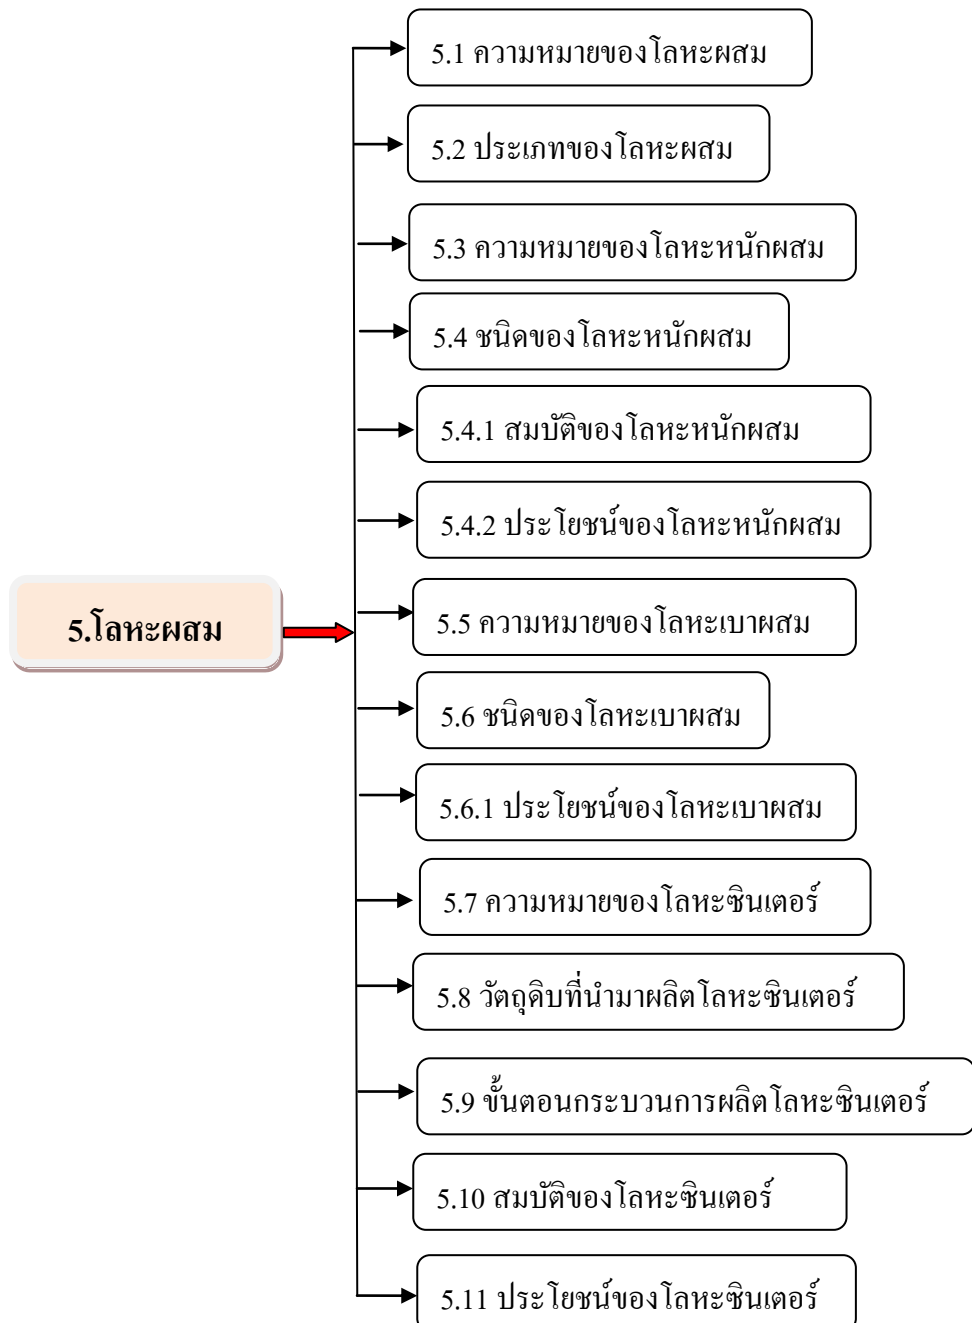 5.1 ความหมายของโลหะผสม
5.2 ประเภทของโลหะผสม
5.3 ความหมายของโลหะหนักผสม
5.4 ชนิดของโลหะหนักผสม
5.4.1 สมบัติของโลหะหนักผสม
5.4.2 ประโยชน์ของโลหะหนักผสม
5.โลหะผสม
5.5 ความหมายของโลหะเบาผสม
5.6 ชนิดของโลหะเบาผสม
5.6.1 ประโยชน์ของโลหะเบาผสม
5.7 ความหมายของโลหะซินเตอร์
5.8 วัตถุดิบที่นำมาผลิตโลหะซินเตอร์
5.9 ขั้นตอนกระบวนการผลิตโลหะซินเตอร์
5.10 สมบัติของโลหะซินเตอร์
5.11 ประโยชน์ของโลหะซินเตอร์